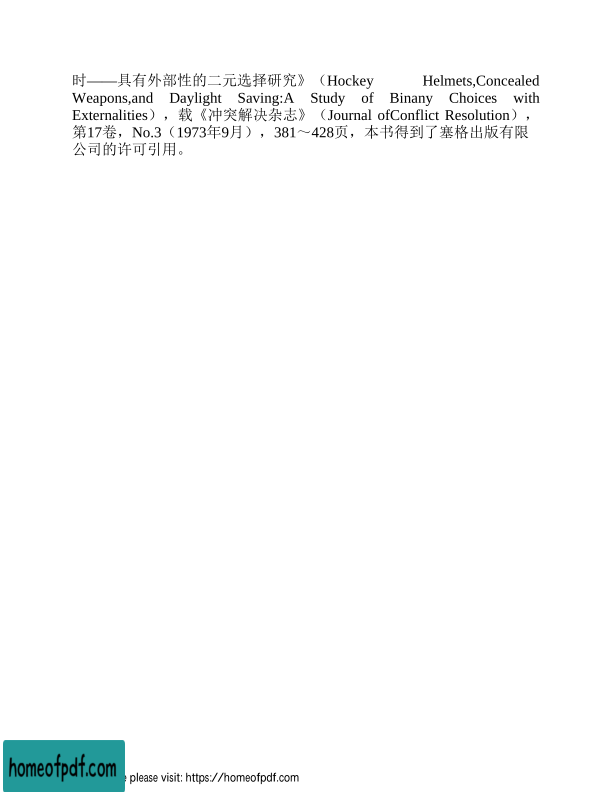 时——具有外部性的二元选择研究》（Hockey Helmets,Concealed
Weapons,and Daylight Saving:A Study of Binany Choices with
Externalities），载《冲突解决杂志》（Journal ofConflict Resolution），
第17卷，No.3（1973年9月），381～428页，本书得到了塞格出版有限
公司的许可引用。
homeofpdf.com
please visit: https://homeofpdf.com